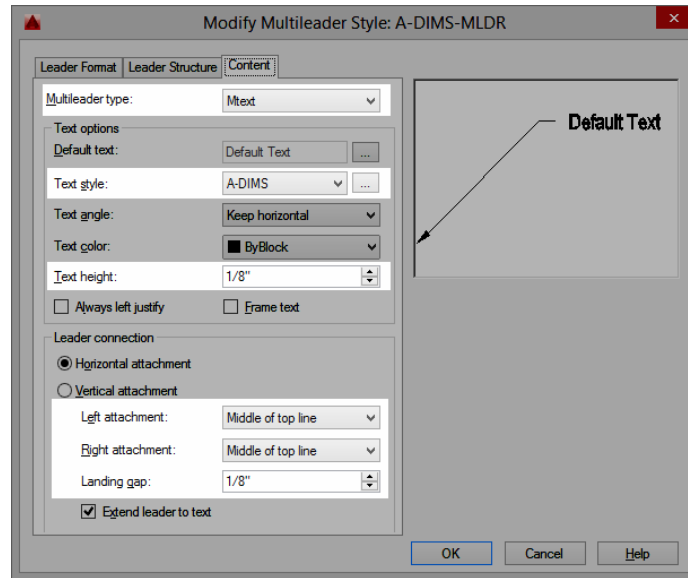 Modify Multileader Style: A-DIMS-MLDR
Leader Format Leader Structure Content
Multileader type: Mtext
Text options
Default text: Default Text ...
Text style: A-DIMS ...
Text angle: Keep horizontal
Text color: ByBlock
Text height: 1/8"
Always left justify Frame text
Leader connection
Horizontal attachment
Vertical attachment
Left attachment: Middle of top line
Right attachment: Middle of top line
Landing gap: 1/8"
Extend leader to text
Default Text
OK Cancel Help